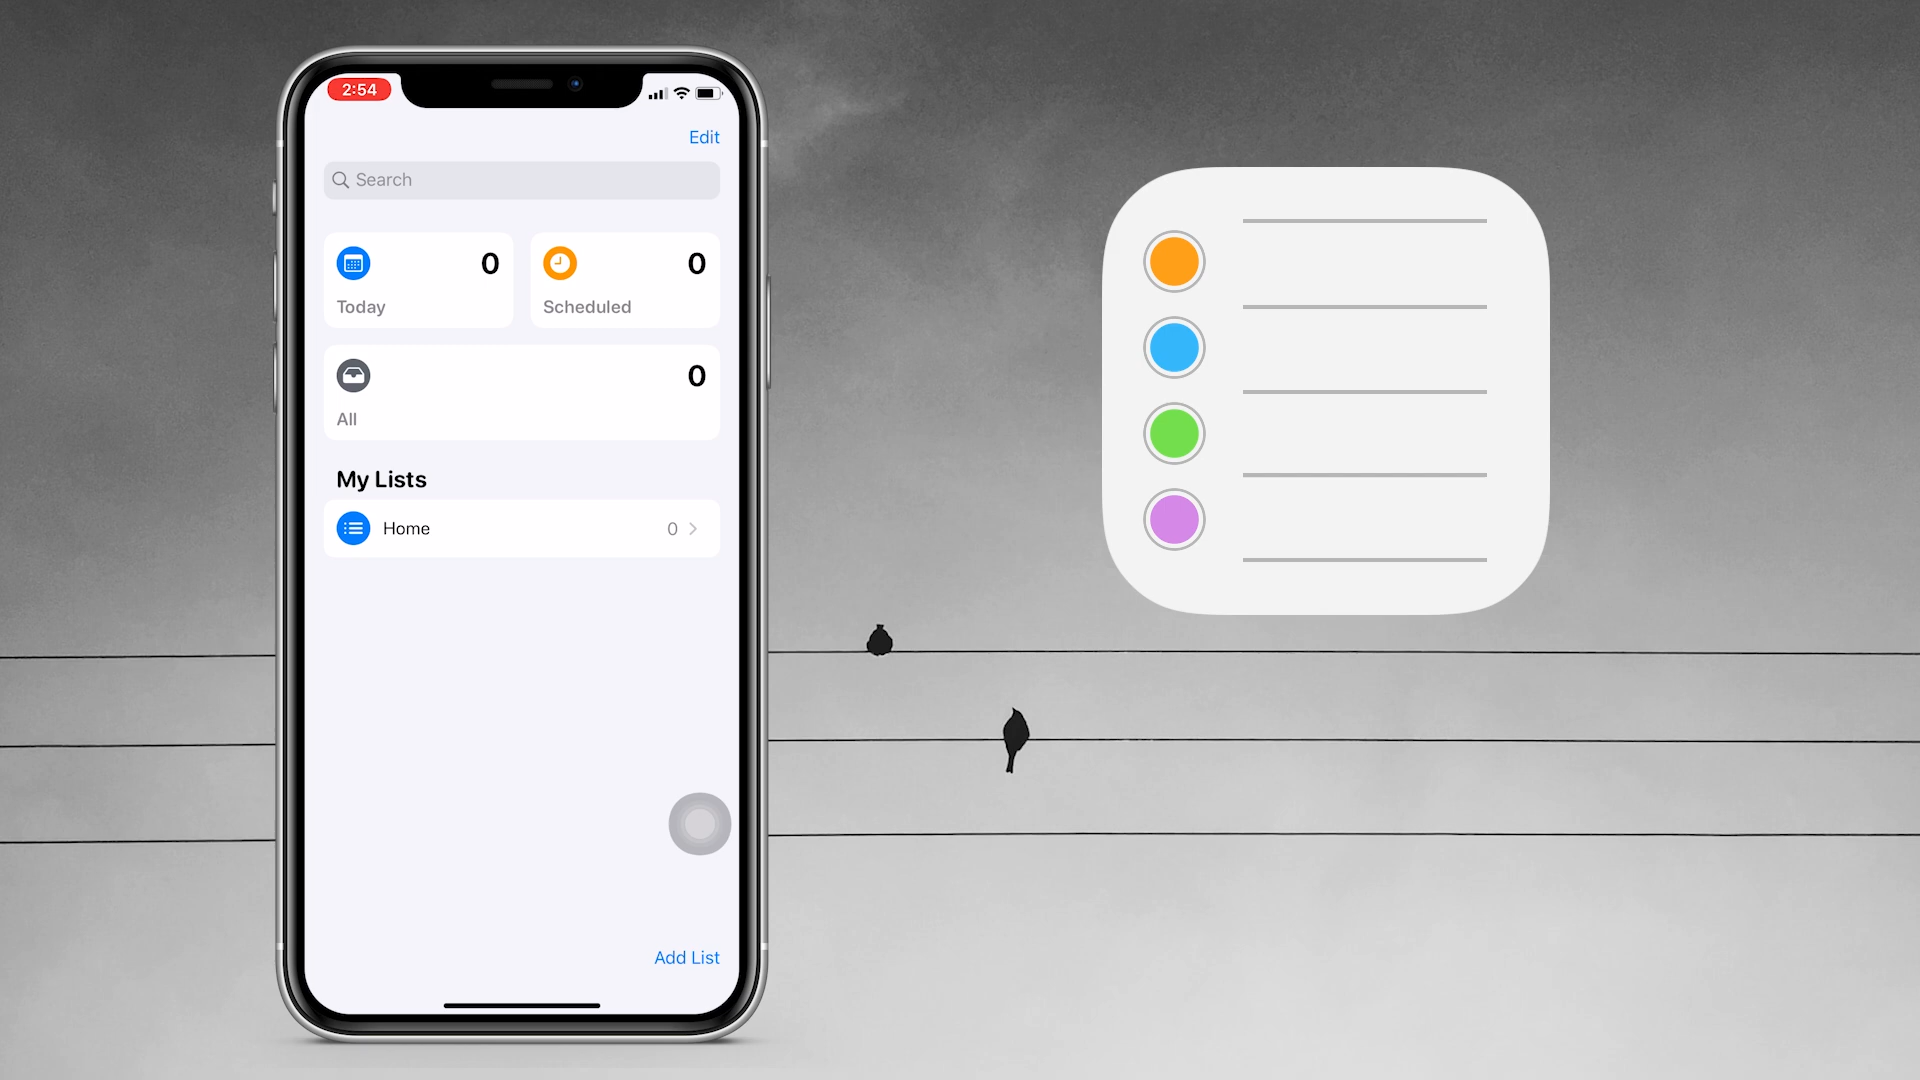 2:54
Edit
Search
0
Today
0
Scheduled
0
All
My Lists
Home 0
Add List